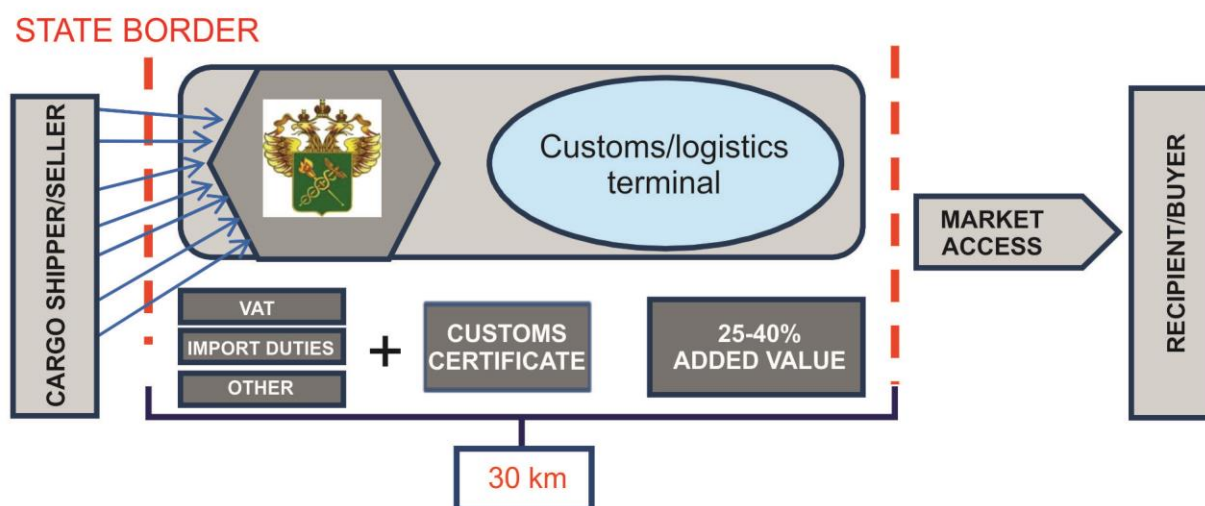 STATE BORDER
CARGO SHIPPER/SELLER
Customs/logistics
terminal
MARKET
ACCESS
RECIPIENT/BUYER
VAT
IMPORT DUTIES
OTHER
+
CUSTOMS
CERTIFICATE
25-40%
ADDED VALUE
30 km